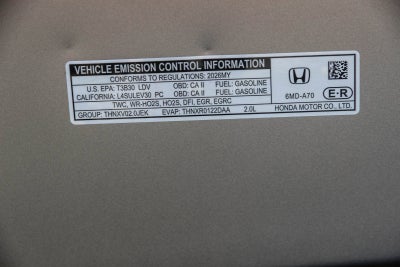 VEHICLE EMISSION CONTROL INFORMATION
CONFORMS TO REGULATIONS: 2026MY
U.S. EPA: T3B30 LDV OBD: CA II FUEL: GASOLINE
CALIFORNIA: L4SULEV30 PC OBD: CA II FUEL: GASOLINE
TWC, WR-HO2S, HO2S, DFI, EGR, EGRC
GROUP: THNXV02.0JEK EVAP: THNXR0122DAA 2.0L
6MD-A70
E•R
HONDA MOTOR CO., LTD.